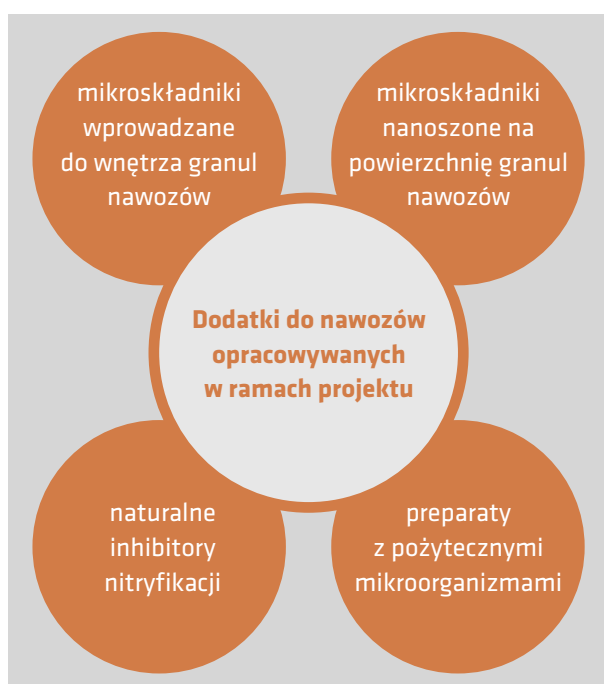 mikroskładniki
wprowadzane
do wnętrza granul
nawozów
mikroskładniki
nanoszone na
powierzchnię granul
nawozów
Dodatki do nawozów
opracowywanych
w ramach projektu
naturalne
inhibitory
nitryfikacji
preparaty
z pożytecznymi
mikroorganizmami